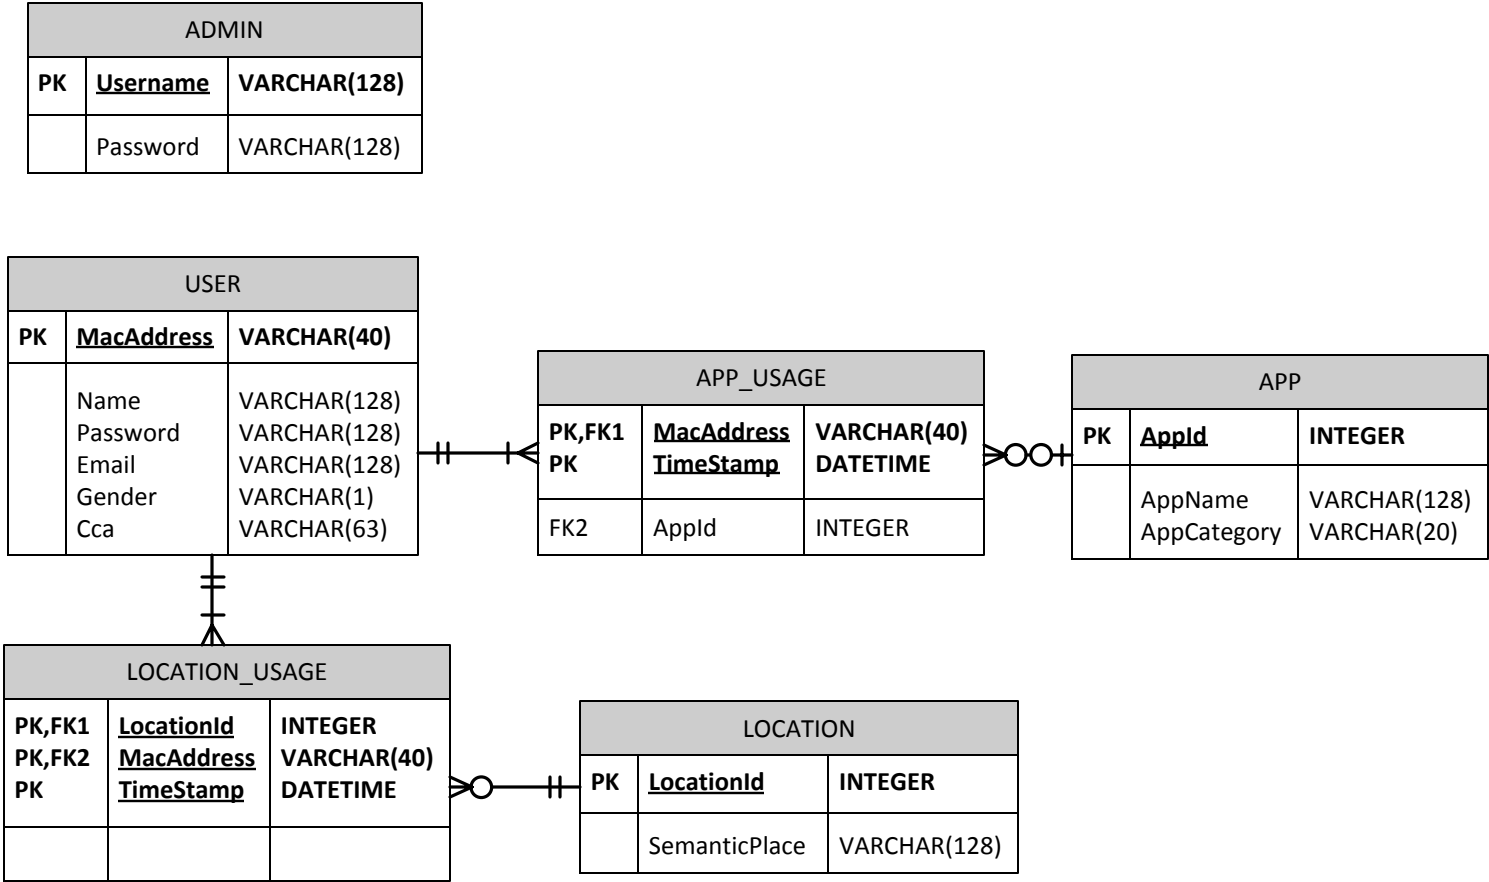 ADMIN
PK Username VARCHAR(128)
Password VARCHAR(128)
USER
PK MacAddress VARCHAR(40)
Name VARCHAR(128)
Password VARCHAR(128)
Email VARCHAR(128)
Gender VARCHAR(1)
Cca VARCHAR(63)
APP_USAGE
PK,FK1 MacAddress VARCHAR(40)
PK TimeStamp DATETIME
FK2 AppId INTEGER
APP
PK AppId INTEGER
AppName VARCHAR(128)
AppCategory VARCHAR(20)
LOCATION_USAGE
PK,FK1 LocationId INTEGER
PK,FK2 MacAddress VARCHAR(40)
PK TimeStamp DATETIME
LOCATION
PK LocationId INTEGER
SemanticPlace VARCHAR(128)